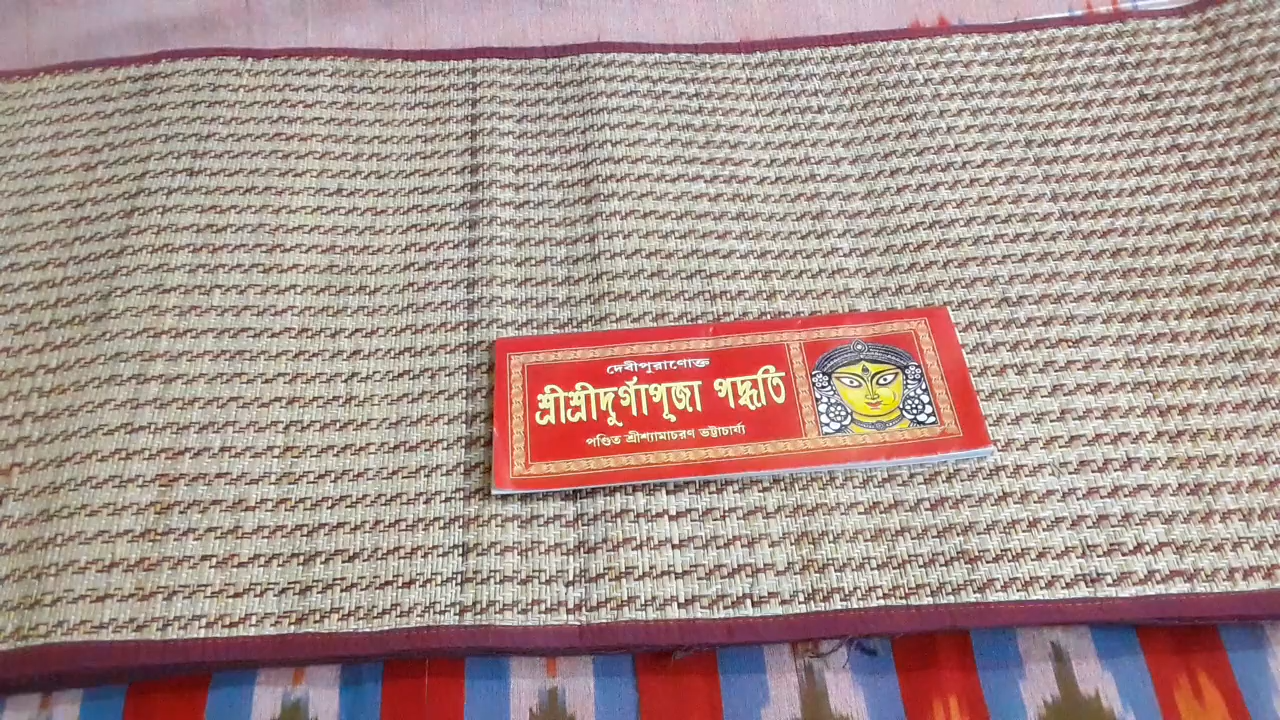 দেবীপুরাণোক্ত
শ্রীশ্রীদুর্গাপূজা পদ্ধতি
পণ্ডিত শ্রীশ্যামাচরণ ভট্টাচার্য্য